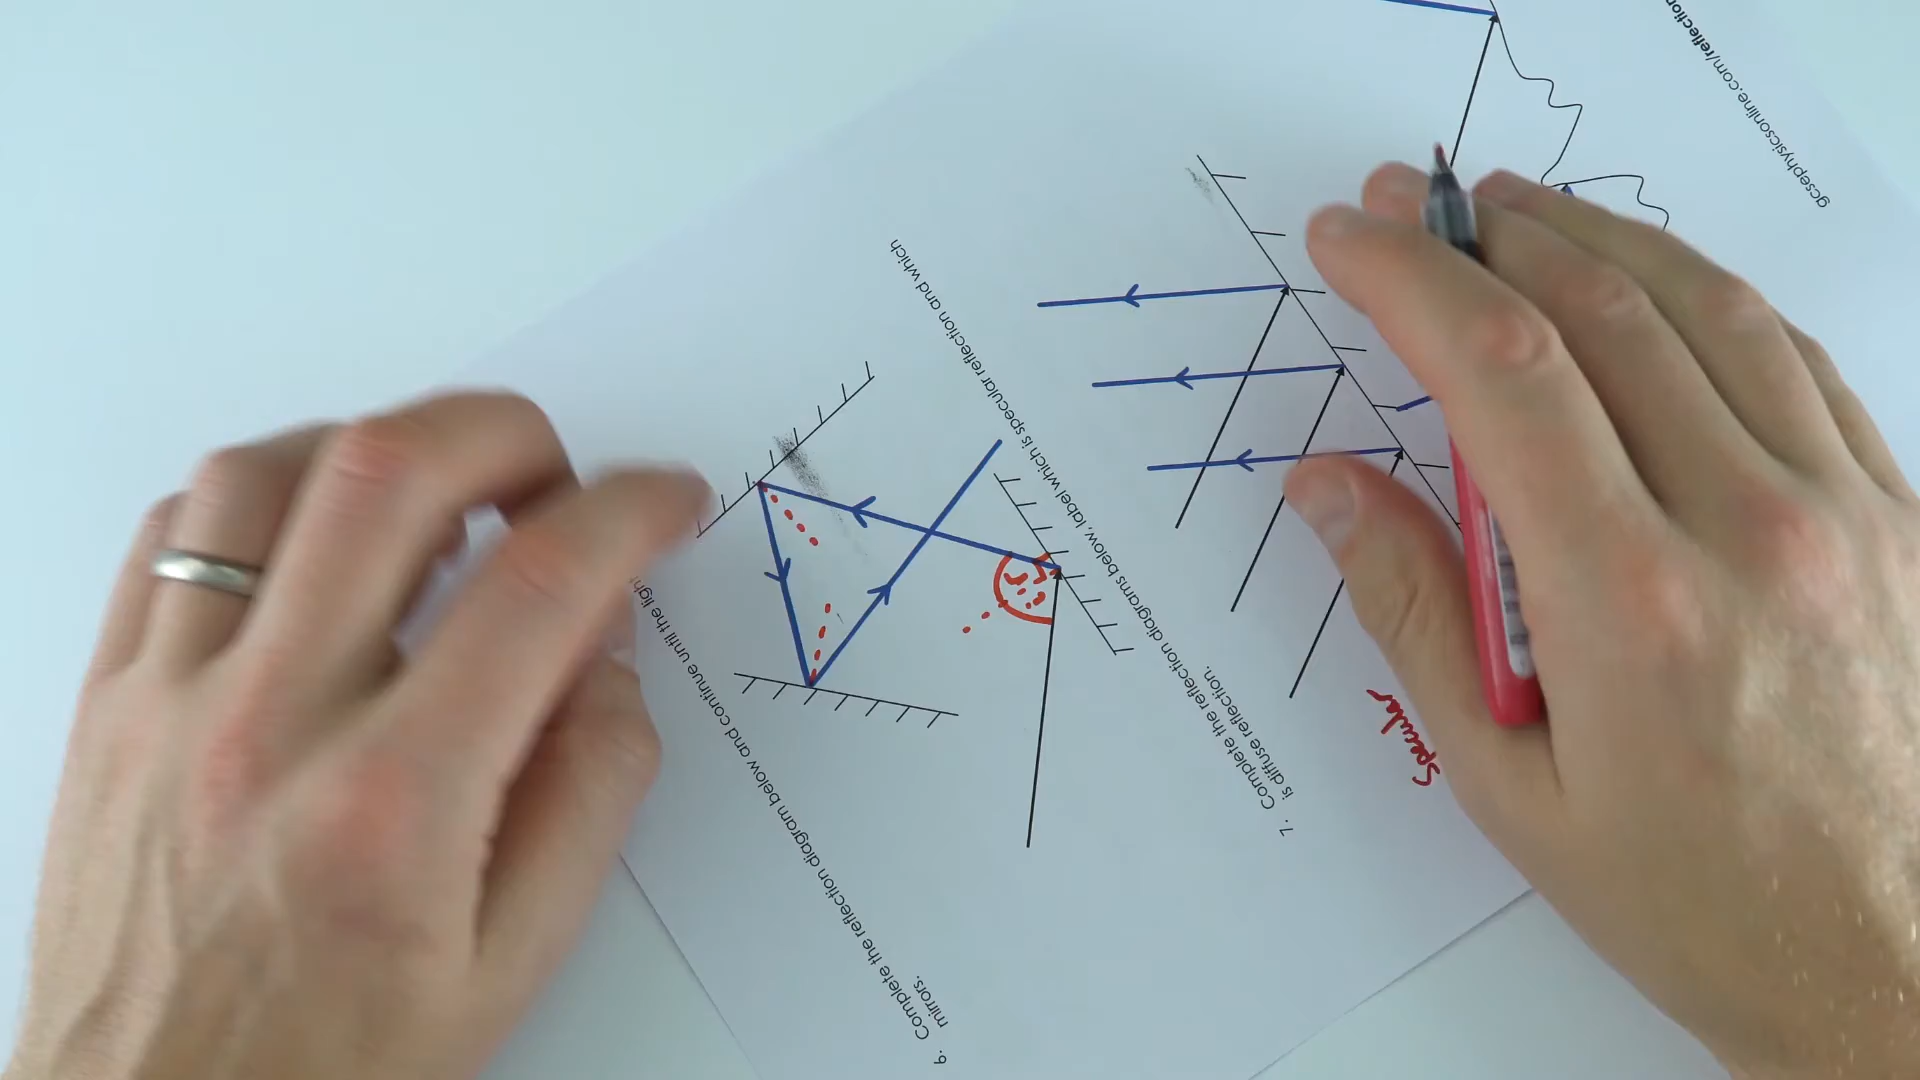 6. Complete the reflection diagram below and continue until the ligh
mirrors.
7. Complete the reflection diagrams below, label which is specular reflection and which
is diffuse reflection.
Specular
r i
gcsephysicsonline.com/reflection